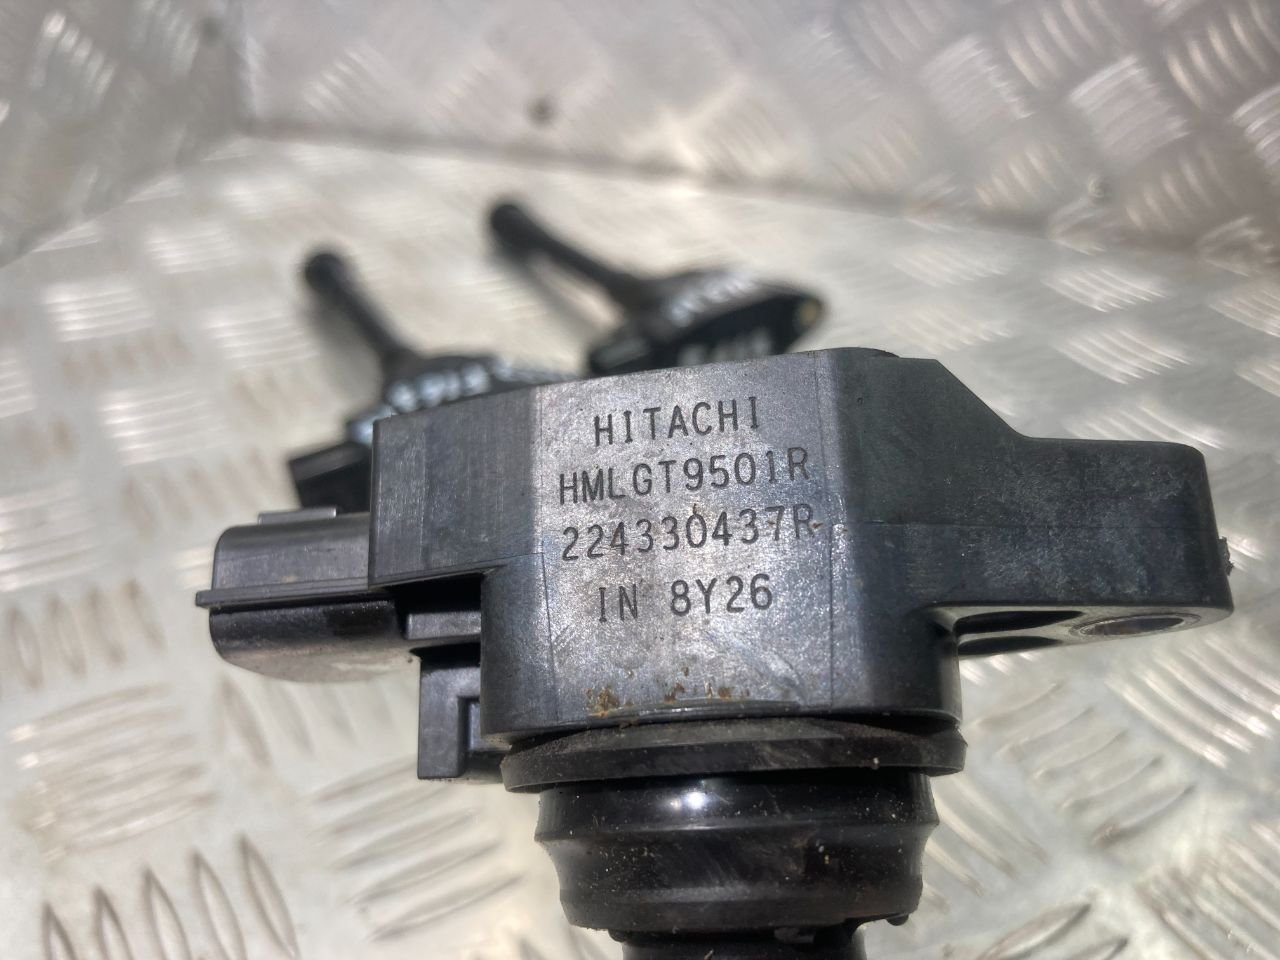 HITACHI
HMLGT9501R
224330437R
IN 8Y26